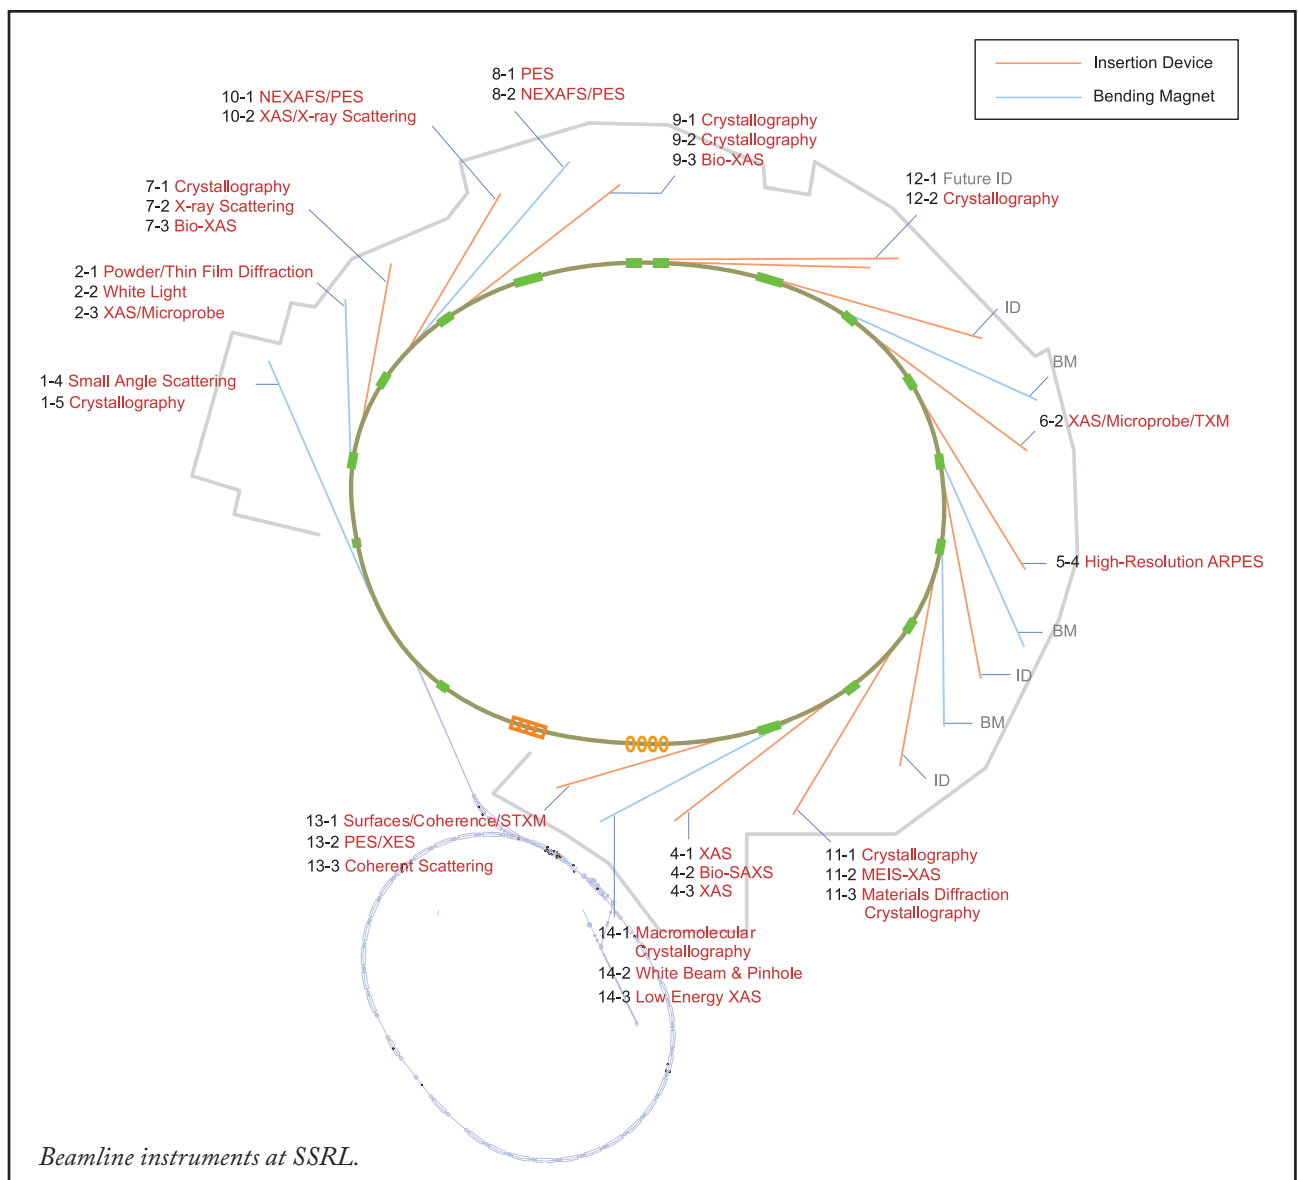 Insertion Device
Bending Magnet
8-1 PES
8-2 NEXAFS/PES
10-1 NEXAFS/PES
10-2 XAS/X-ray Scattering
9-1 Crystallography
9-2 Crystallography
9-3 Bio-XAS
12-1 Future ID
12-2 Crystallography
7-1 Crystallography
7-2 X-ray Scattering
7-3 Bio-XAS
2-1 Powder/Thin Film Diffraction
2-2 White Light
2-3 XAS/Microprobe
1-4 Small Angle Scattering
1-5 Crystallography
ID
BM
6-2 XAS/Microprobe/TXM
5-4 High-Resolution ARPES
BM
ID
BM
ID
13-1 Surfaces/Coherence/STXM
13-2 PES/XES
13-3 Coherent Scattering
4-1 XAS
4-2 Bio-SAXS
4-3 XAS
11-1 Crystallography
11-2 MEIS-XAS
11-3 Materials Diffraction
Crystallography
14-1 Macromolecular
Crystallography
14-2 White Beam & Pinhole
14-3 Low Energy XAS
Beamline instruments at SSRL.